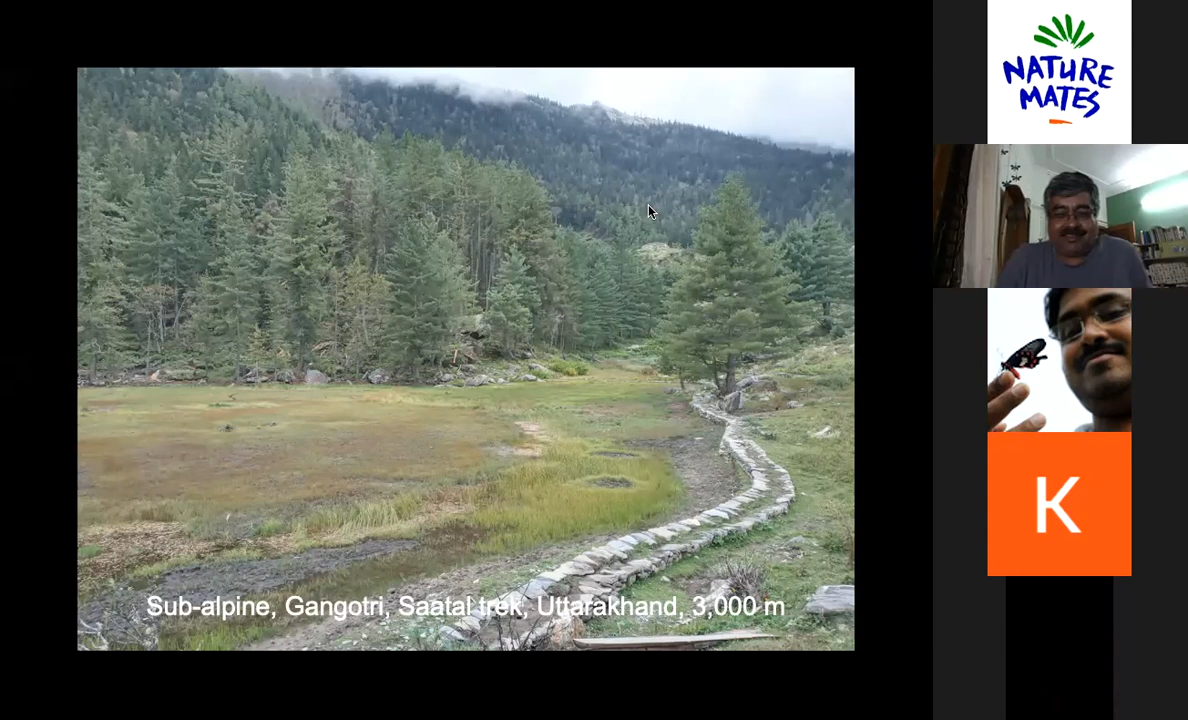 Sub-alpine, Gangotri, Saatal trek, Uttarakhand, 3,000 m
NATURE
MATES
K